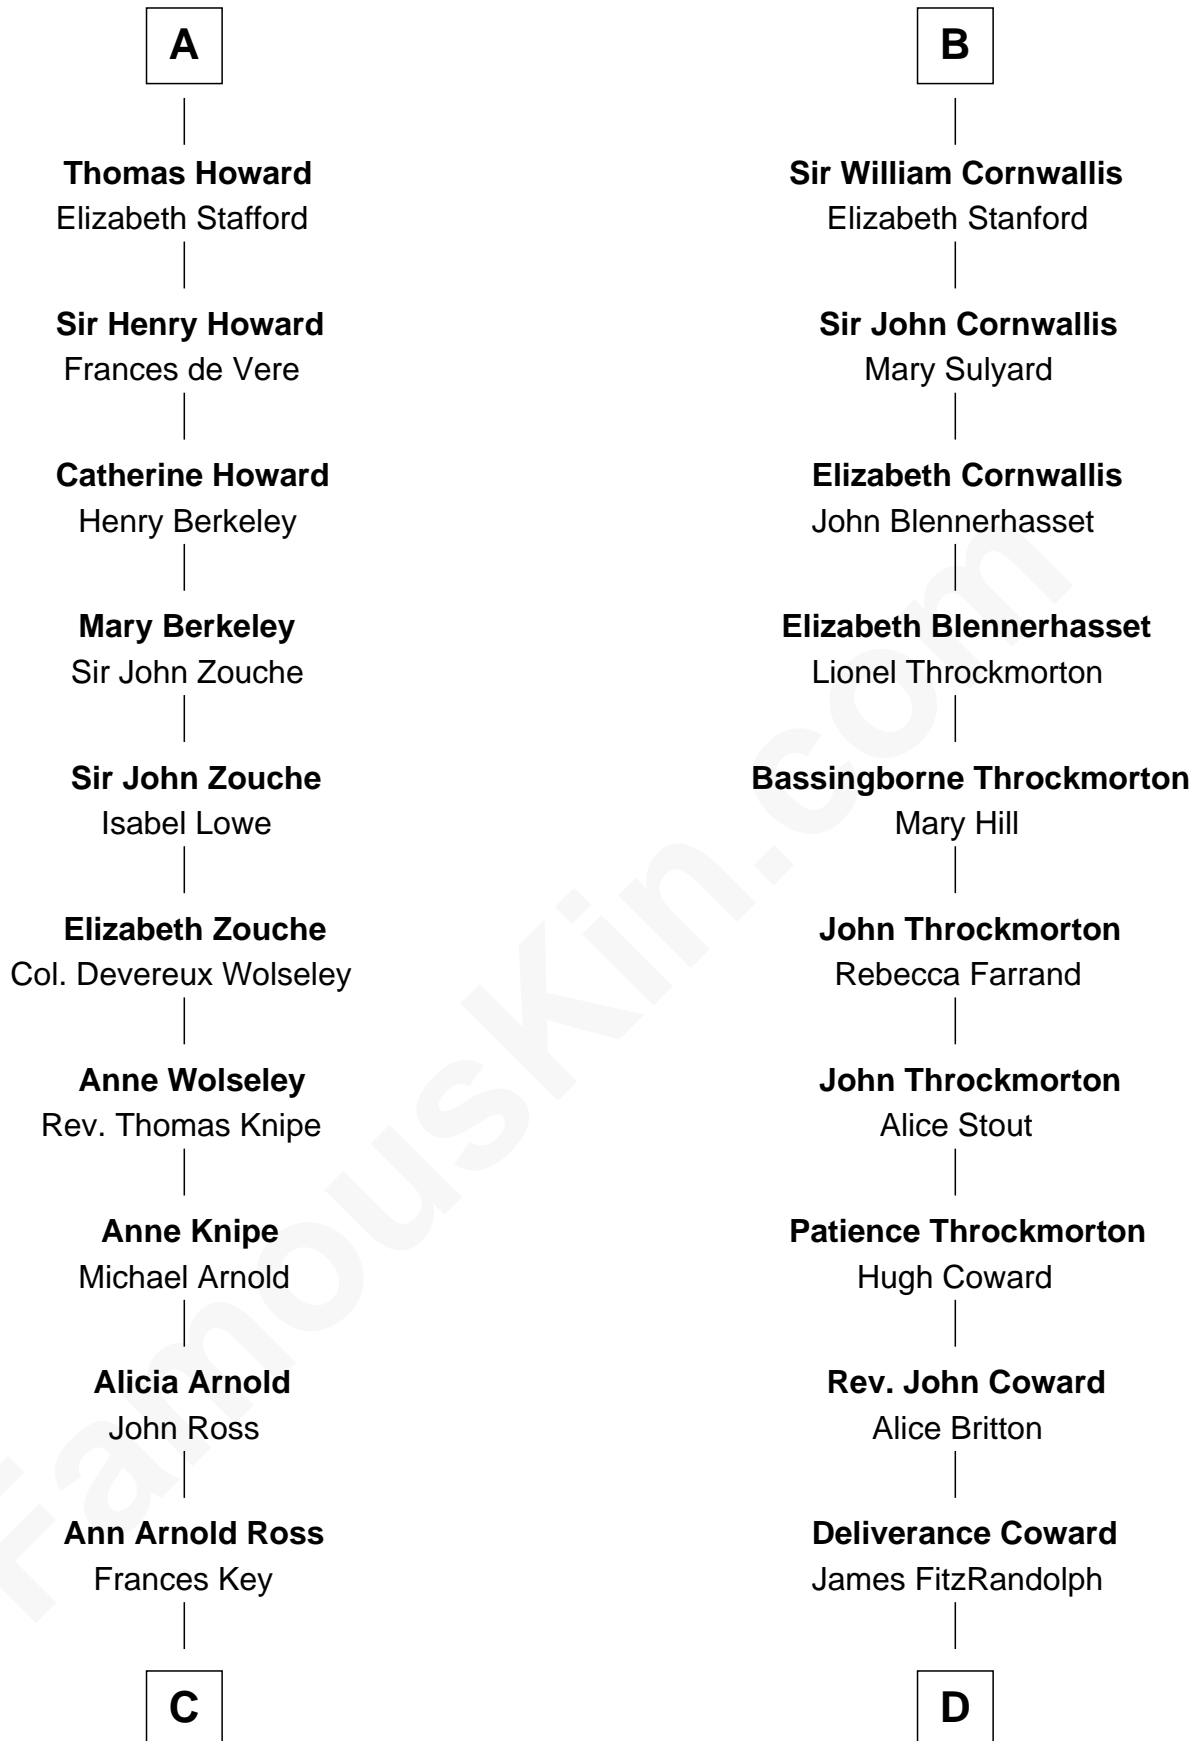 A
Thomas Howard
Elizabeth Stafford
Sir Henry Howard
Frances de Vere
Catherine Howard
Henry Berkeley
Mary Berkeley
Sir John Zouche
Sir John Zouche
Isabel Lowe
Elizabeth Zouche
Col. Devereux Wolseley
Anne Wolseley
Rev. Thomas Knipe
Anne Knipe
Michael Arnold
Alicia Arnold
John Ross
Ann Arnold Ross
Frances Key
C
B
Sir William Cornwallis
Elizabeth Stanford
Sir John Cornwallis
Mary Sulyard
Elizabeth Cornwallis
John Blennerhasset
Elizabeth Blennerhasset
Lionel Throckmorton
Bassingborne Throckmorton
Mary Hill
John Throckmorton
Rebecca Farrand
John Throckmorton
Alice Stout
Patience Throckmorton
Hugh Coward
Rev. John Coward
Alice Britton
Deliverance Coward
James FitzRandolph
D
FamousKin.com